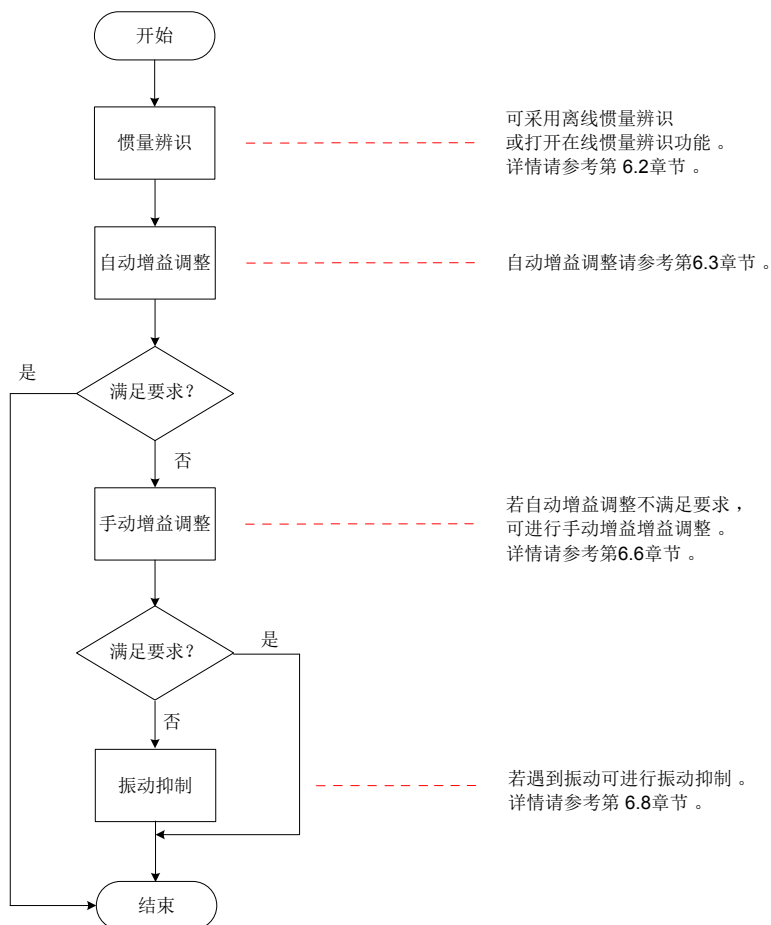 开始
惯量辨识
可采用离线惯量辨识
或打开在线惯量辨识功能 。
详情请参考第 6.2章节 。
自动增益调整
自动增益调整请参考第6.3章节 。
是
满足要求?
否
手动增益调整
若自动增益调整不满足要求 ，
可进行手动增益增益调整 。
详情请参考第6.6章节 。
满足要求?
是
否
振动抑制
若遇到振动可进行振动抑制 。
详情请参考第 6.8章节 。
结束